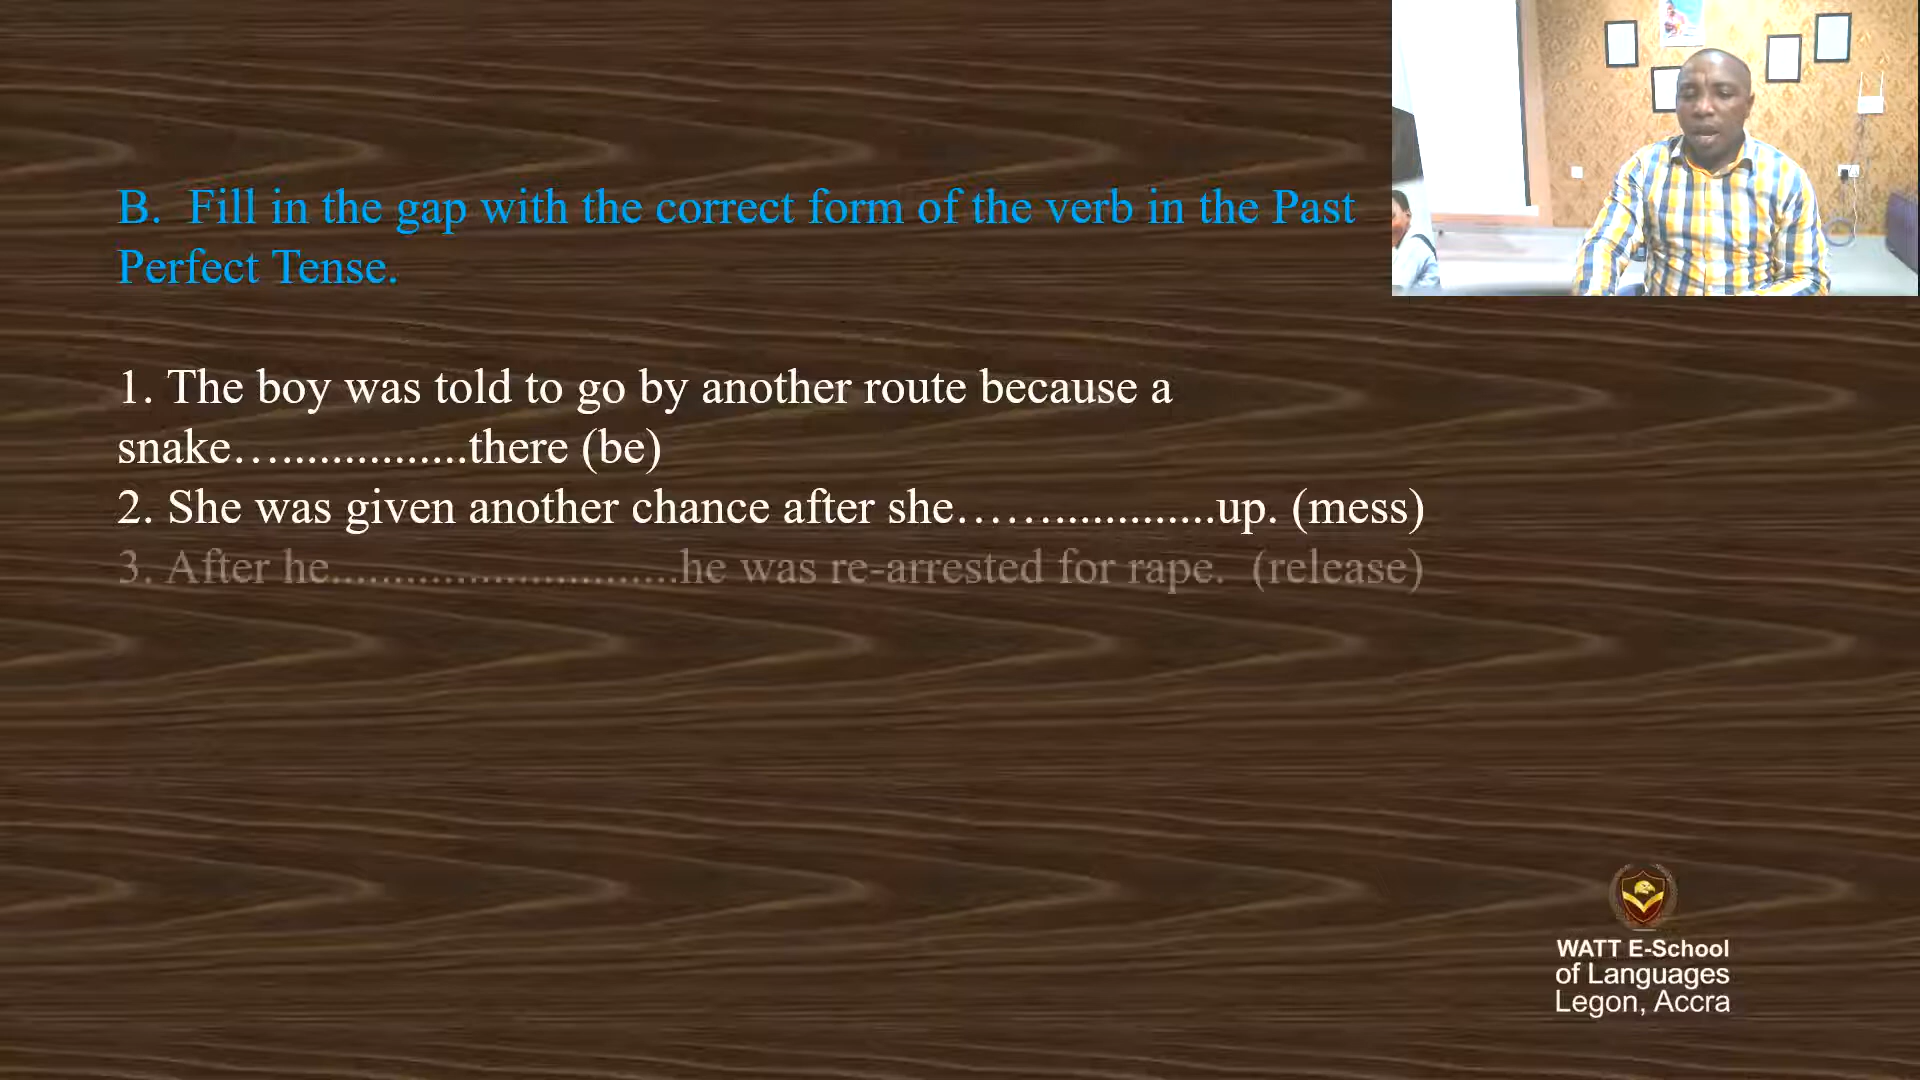 B.  Fill in the gap with the correct form of the verb in the Past
Perfect Tense.
1. The boy was told to go by another route because a
snake…...............there (be)
2. She was given another chance after she……..............up. (mess)
3. After he............................he was re-arrested for rape.  (release)
WATT E-School
of Languages
Legon, Accra